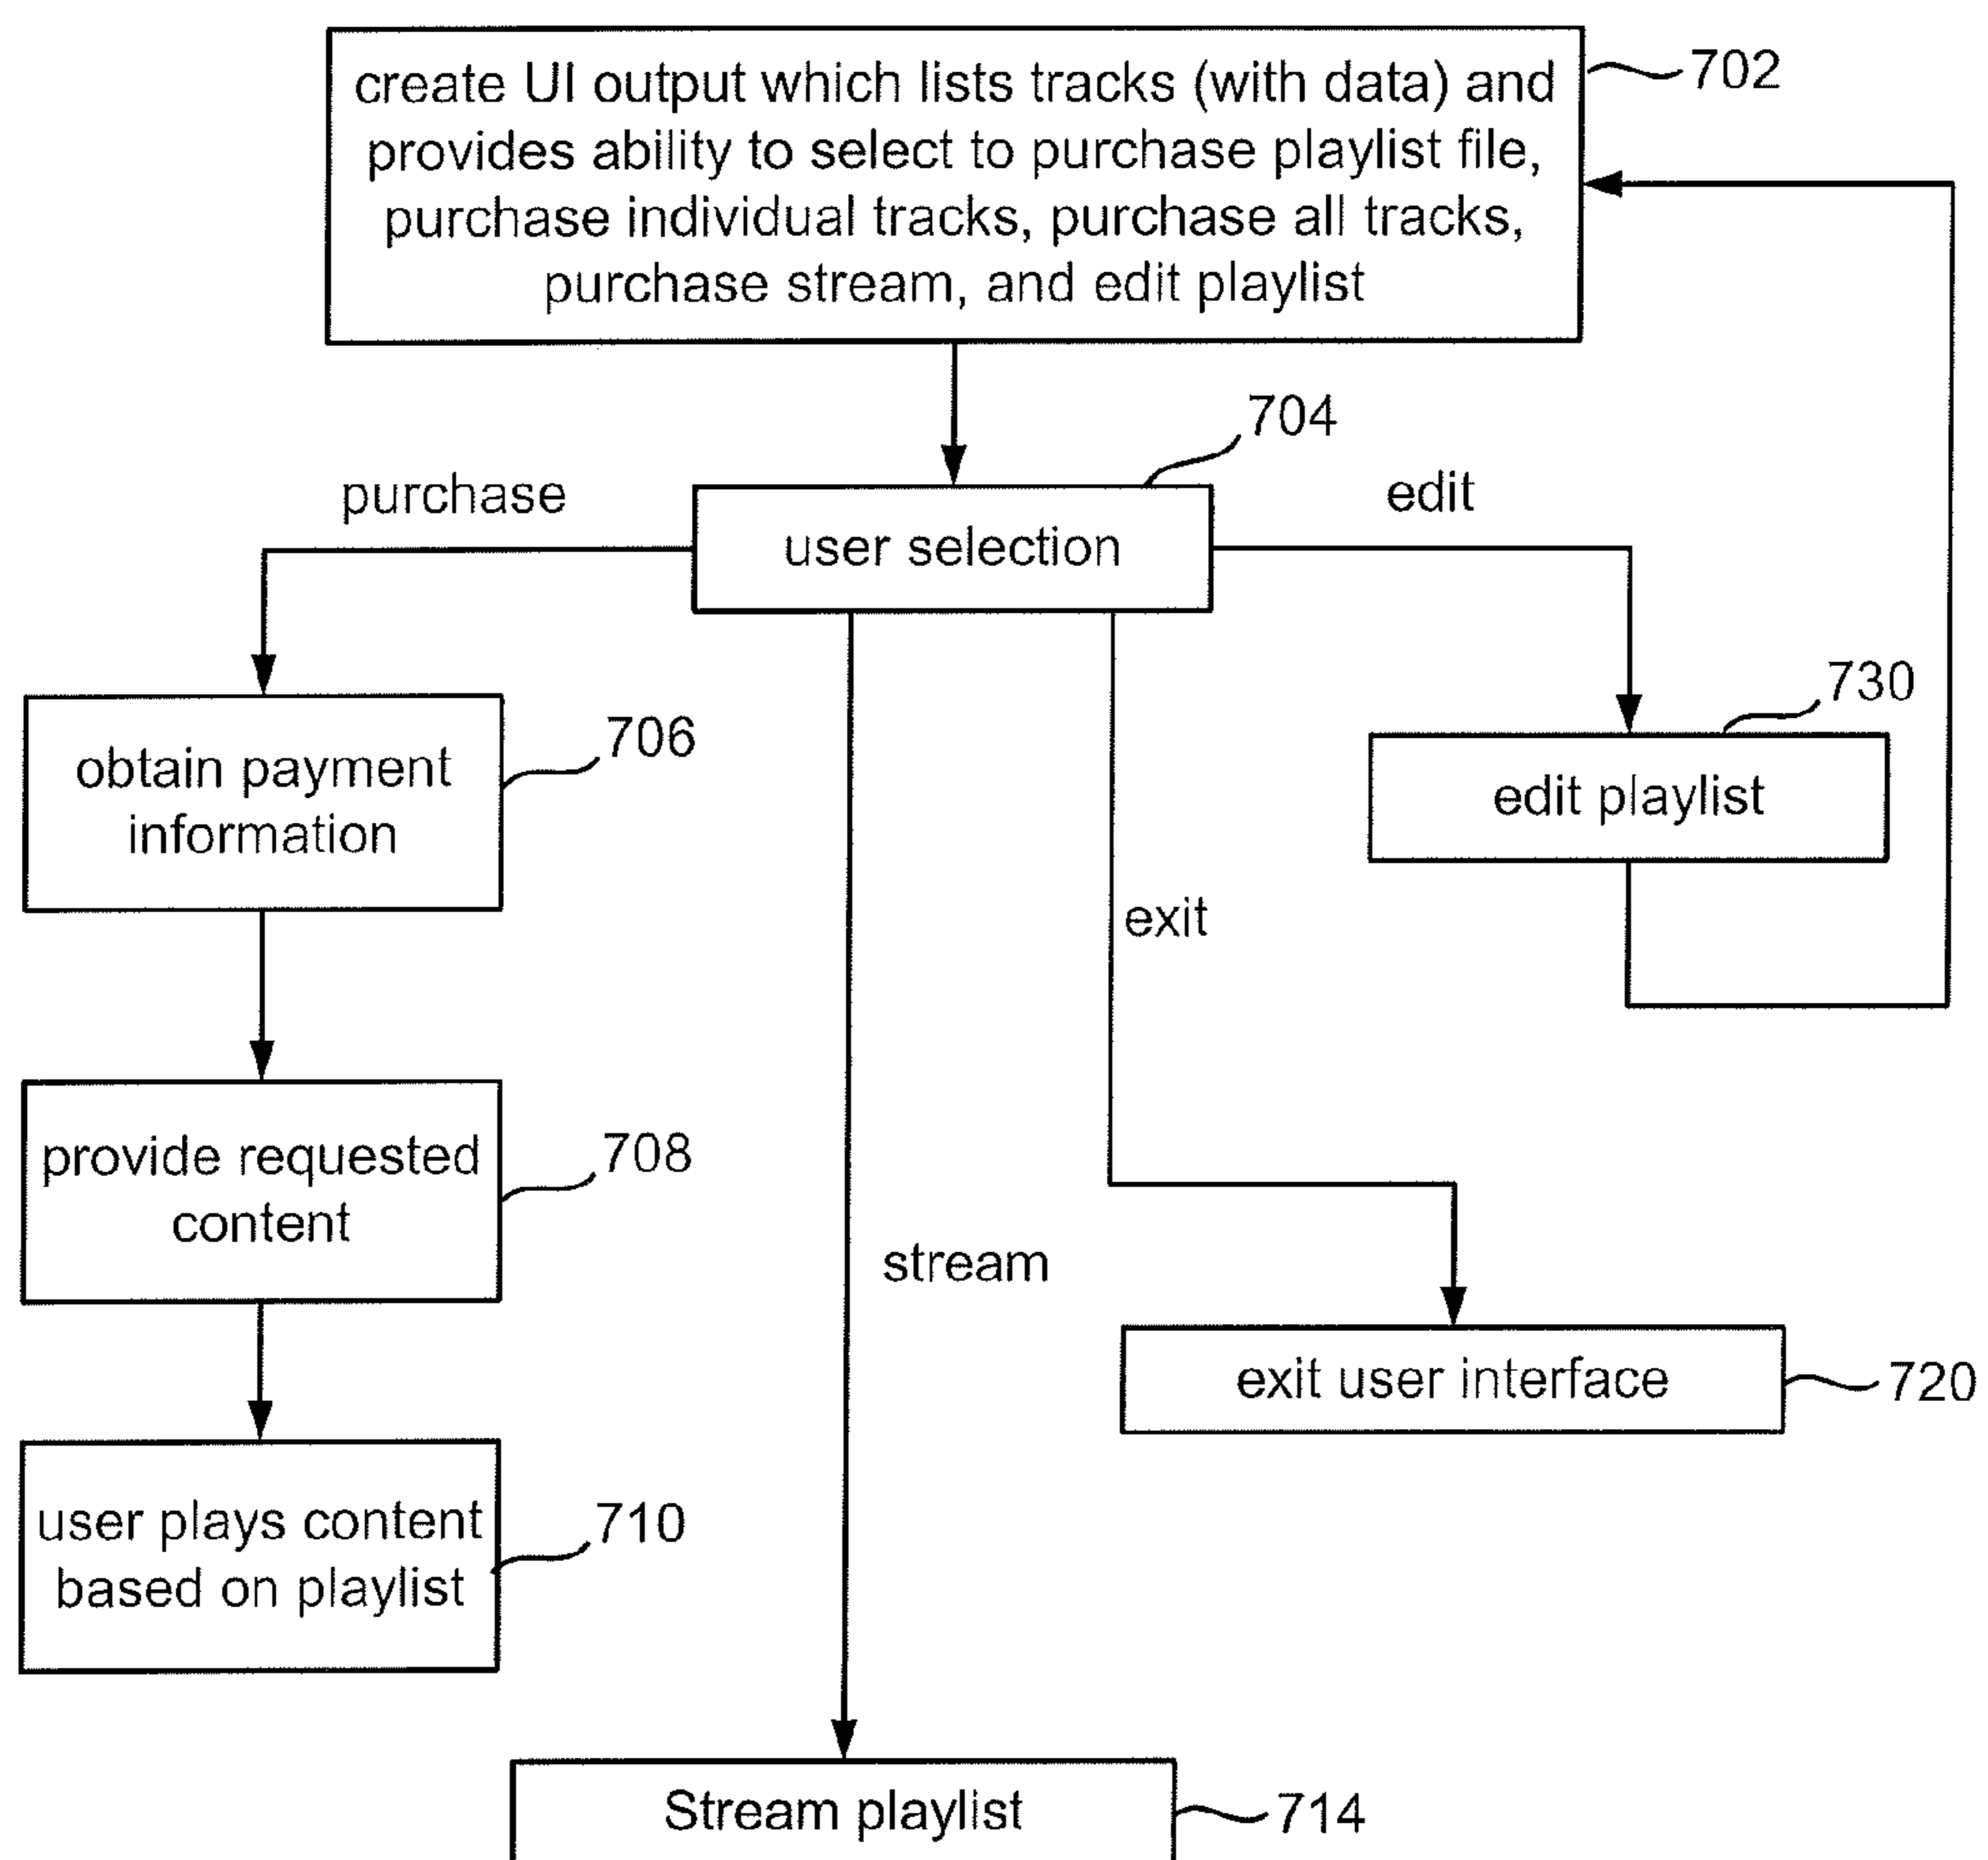 create UI output which lists tracks (with data) and
provides ability to select to purchase playlist file,
purchase individual tracks, purchase all tracks,
purchase stream, and edit playlist
702
704
purchase
user selection
edit
730
obtain payment
information
706
edit playlist
exit
provide requested
content
708
stream
exit user interface
720
user plays content
based on playlist
710
Stream playlist
714